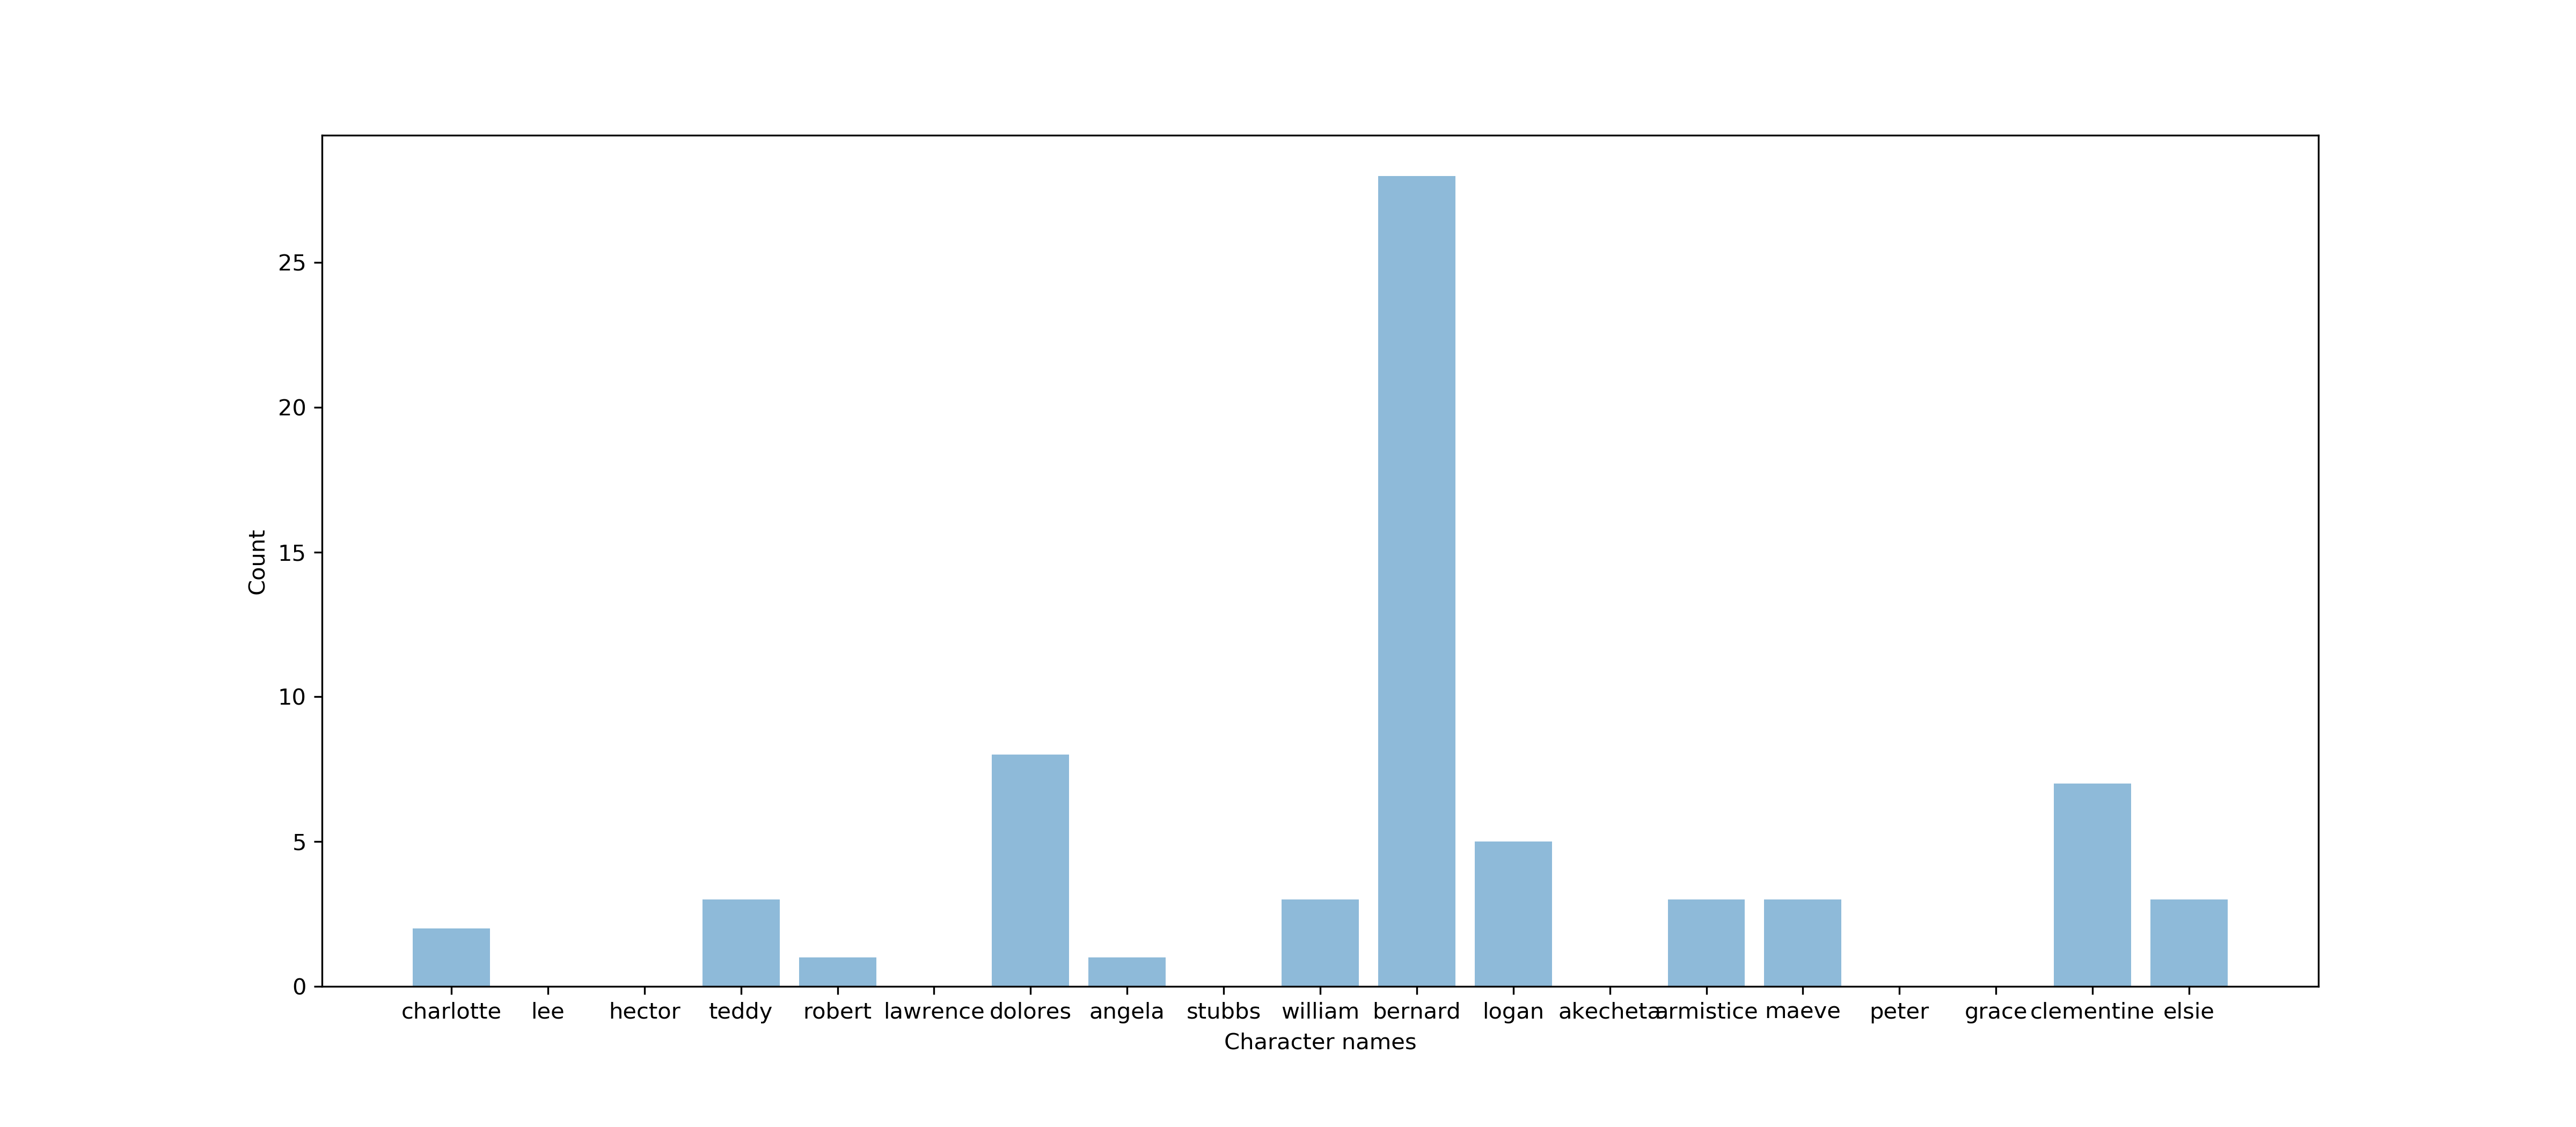 25
20
15
10
5
0
Count
charlotte lee hector teddy robert lawrence dolores angela stubbs william bernard logan akecheta armistice maeve peter grace clementine elsie
Character names